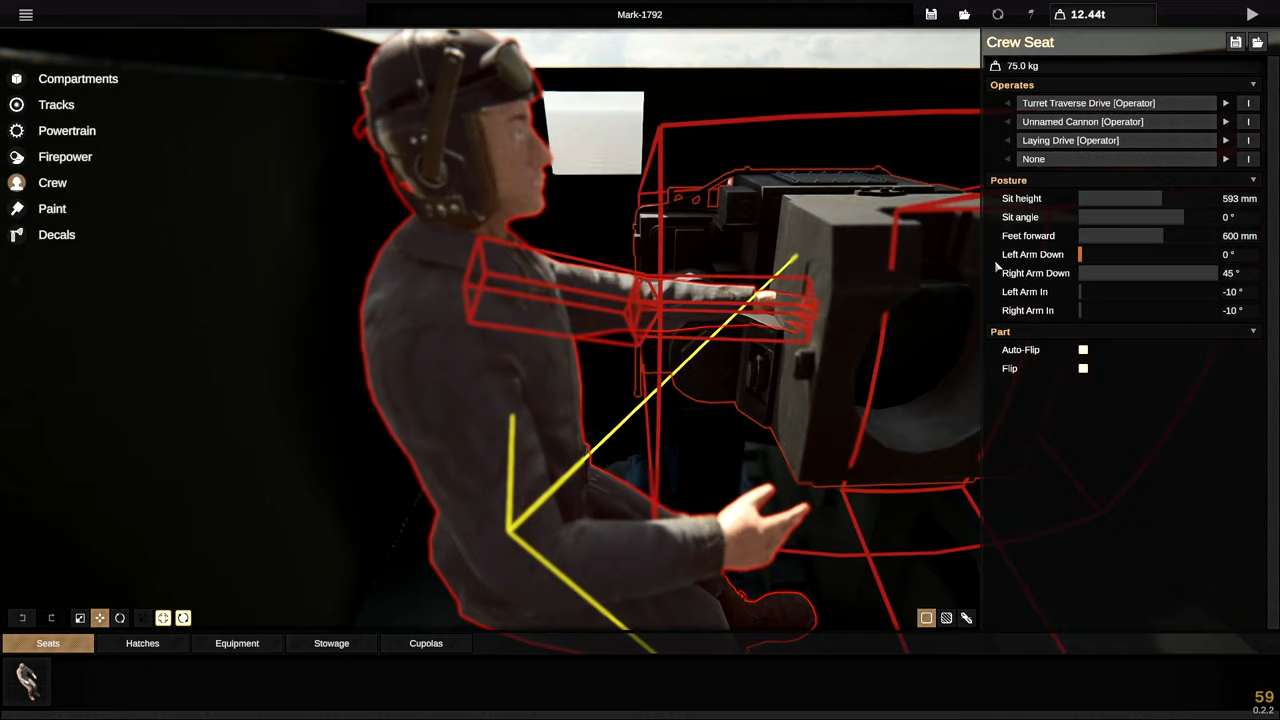 Mark-1792
12.44t
Compartments
Tracks
Powertrain
Firepower
Crew
Paint
Decals
Crew Seat
75.0 kg
Operates
Turret Traverse Drive [Operator]
Unnamed Cannon [Operator]
Laying Drive [Operator]
None
Posture
Sit height 593 mm
Sit angle 0 °
Feet forward 600 mm
Left Arm Down 0 °
Right Arm Down 45 °
Left Arm In -10 °
Right Arm In -10 °
Part
Auto-Flip
Flip
Seats Hatches Equipment Stowage Cupolas
59
0.2.2